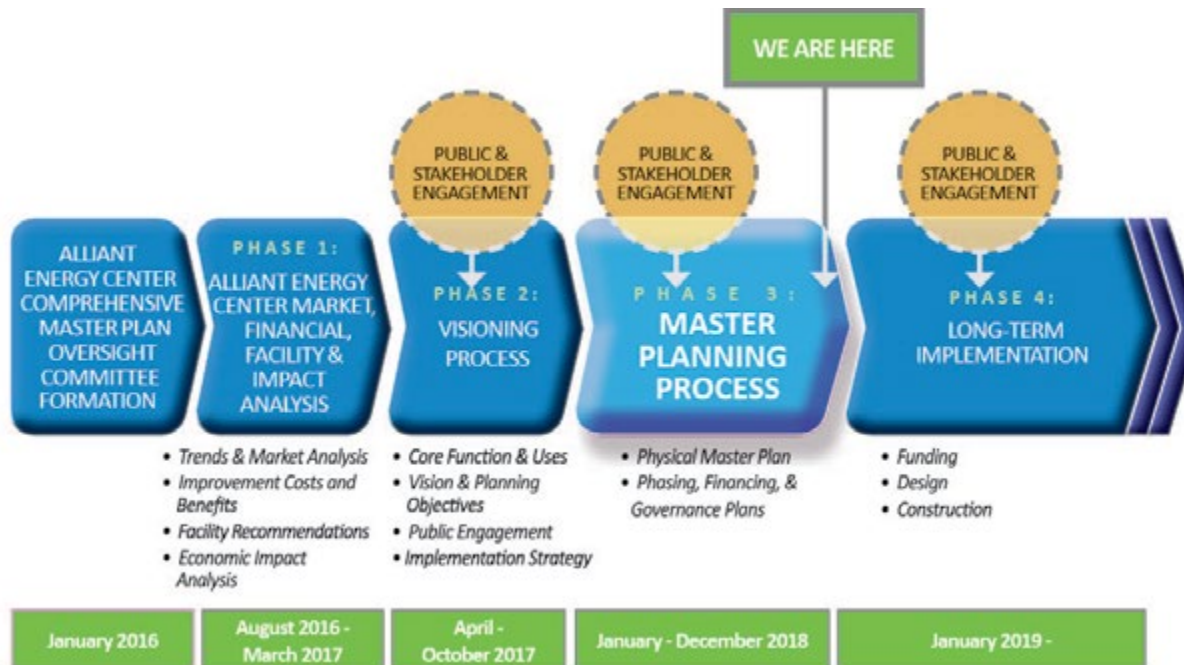 WE ARE HERE
PUBLIC &
STAKEHOLDER
ENGAGEMENT
PUBLIC &
STAKEHOLDER
ENGAGEMENT
PUBLIC &
STAKEHOLDER
ENGAGEMENT
ALLIANT
ENERGY CENTER
COMPREHENSIVE
MASTER PLAN
OVERSIGHT
COMMITTEE
FORMATION
PHASE 1:
ALLIANT ENERGY
CENTER MARKET,
FINANCIAL,
FACILITY &
IMPACT
ANALYSIS
PHASE 2:
VISIONING
PROCESS
PHASE 3:
MASTER
PLANNING
PROCESS
PHASE 4:
LONG-TERM
IMPLEMENTATION
• Trends & Market Analysis
• Improvement Costs and
Benefits
• Facility Recommendations
• Economic Impact
Analysis
• Core Function & Uses
• Vision & Planning
Objectives
• Public Engagement
• Implementation Strategy
• Physical Master Plan
• Phasing, Financing, &
Governance Plans
• Funding
• Design
• Construction
January 2016
August 2016 -
March 2017
April -
October 2017
January - December 2018
January 2019 -